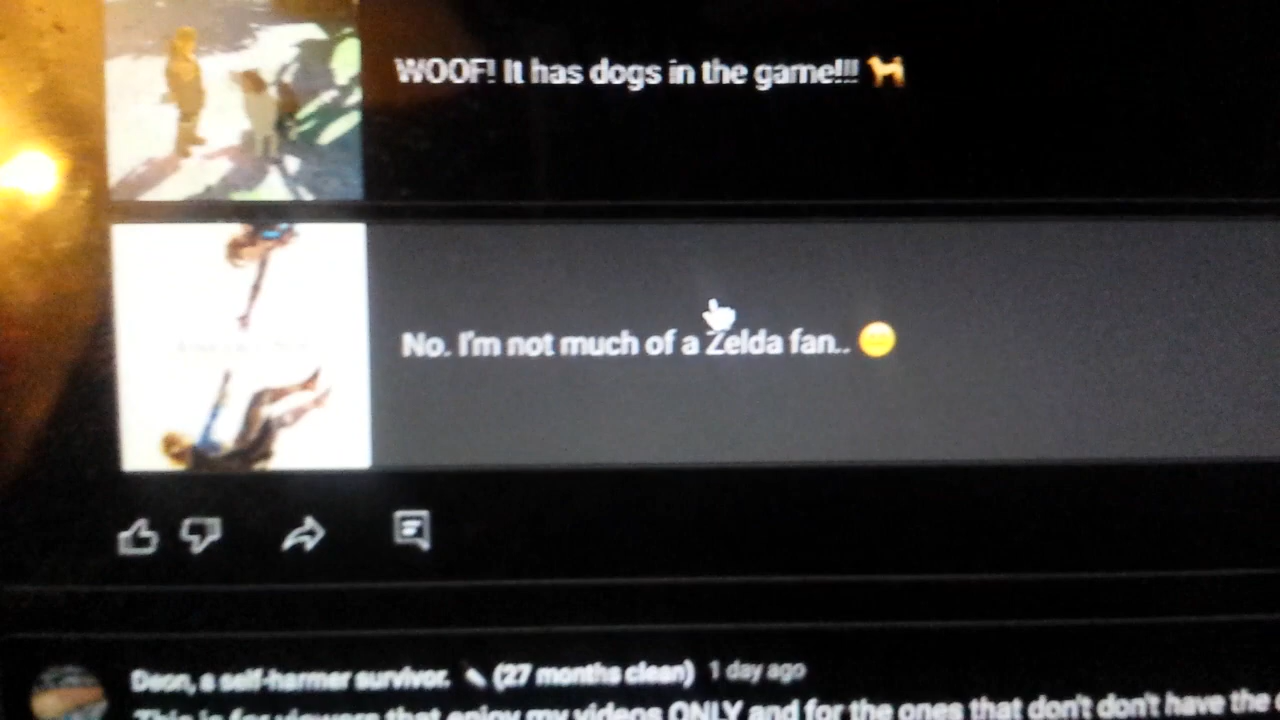 WOOF! It has dogs in the game!!! 🐕
No. I'm not much of a Zelda fan.. 😐
Deon, a self-harmer survivor. (27 months clean) 1 day ago
This is for viewers that enjoy my videos ONLY and for the ones that don't don't have the